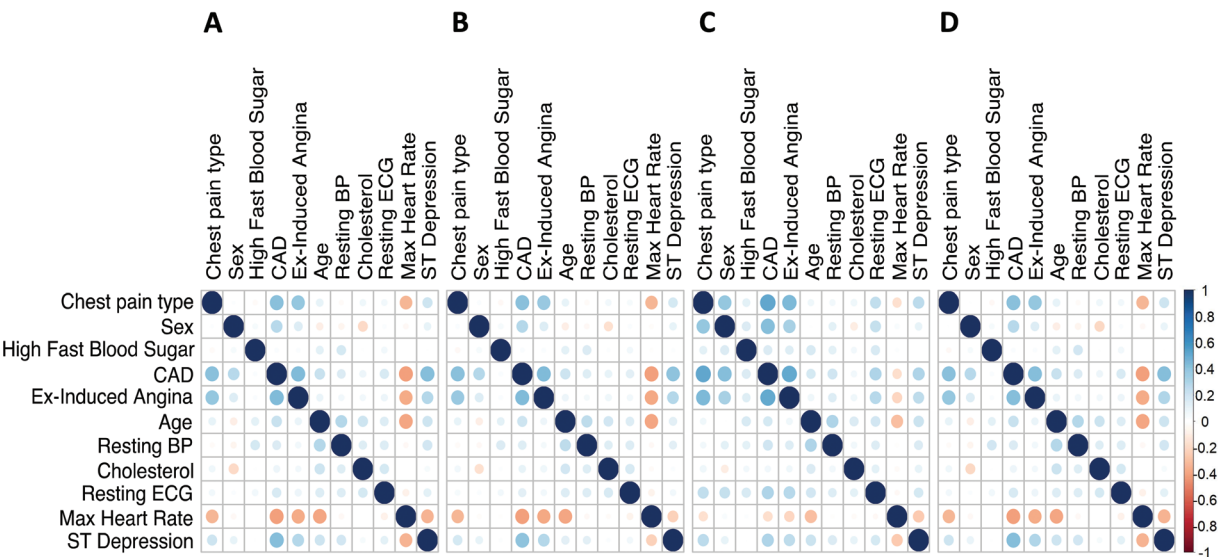 A B C D
Chest pain type Sex High Fast Blood Sugar CAD Ex-Induced Angina Age Resting BP Cholesterol Resting ECG Max Heart Rate ST Depression
Chest pain type Sex High Fast Blood Sugar CAD Ex-Induced Angina Age Resting BP Cholesterol Resting ECG Max Heart Rate ST Depression
Chest pain type Sex High Fast Blood Sugar CAD Ex-Induced Angina Age Resting BP Cholesterol Resting ECG Max Heart Rate ST Depression
Chest pain type Sex High Fast Blood Sugar CAD Ex-Induced Angina Age Resting BP Cholesterol Resting ECG Max Heart Rate ST Depression
Chest pain type
Sex
High Fast Blood Sugar
CAD
Ex-Induced Angina
Age
Resting BP
Cholesterol
Resting ECG
Max Heart Rate
ST Depression
1
0.8
0.6
0.4
0.2
0
-0.2
-0.4
-0.6
-0.8
-1